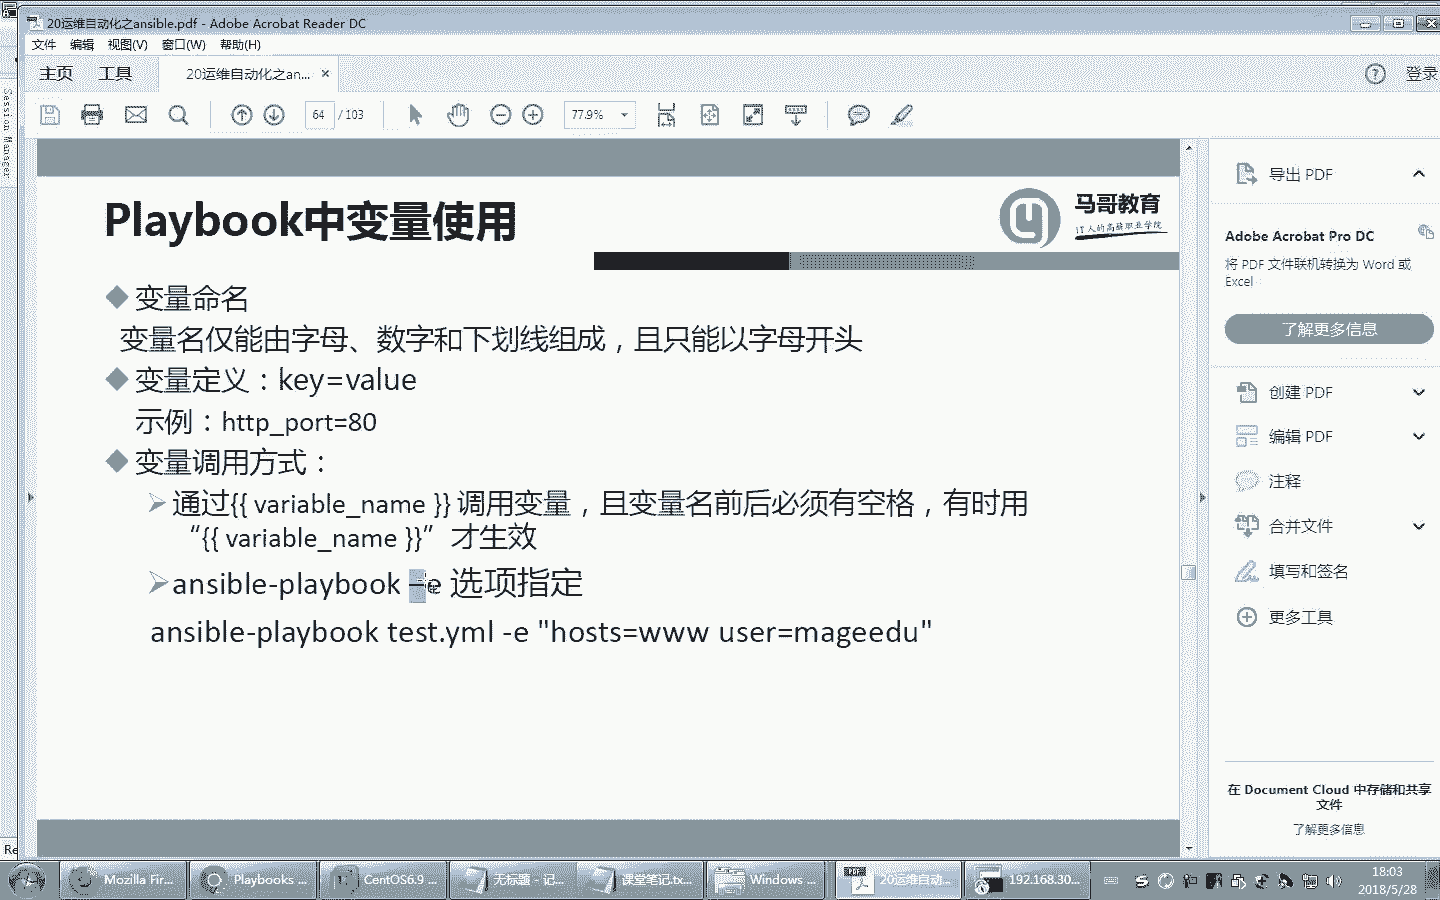 20运维自动化之ansible.pdf - Adobe Acrobat Reader DC
文件 编辑 视图(V) 窗口(W) 帮助(H)
主页 工具 20运维自动化之an... × 登录
64 / 103 77.9%
Session Manager
Playbook中变量使用
马哥教育
IT人的高薪职业学院
◆变量命名
变量名仅能由字母、数字和下划线组成，且只能以字母开头
◆变量定义：key=value
示例：http_port=80
◆变量调用方式：
➢通过{{ variable_name }} 调用变量，且变量名前后必须有空格，有时用
“{{ variable_name }}” 才生效
➢ansible-playbook –e 选项指定
ansible-playbook test.yml -e "hosts=www user=mageedu"
导出 PDF
Adobe Acrobat Pro DC
将 PDF 文件联机转换为 Word 或
Excel
了解更多信息
创建 PDF
编辑 PDF
注释
合并文件
填写和签名
更多工具
在 Document Cloud 中存储和共享
文件
了解更多信息
Re
Mozilla Fir... Playbooks ... CentOS6.9 ... 无标题 - 记... 课堂笔记.tx... Windows ... 20运维自动... 192.168.30...
18:03
2018/5/28